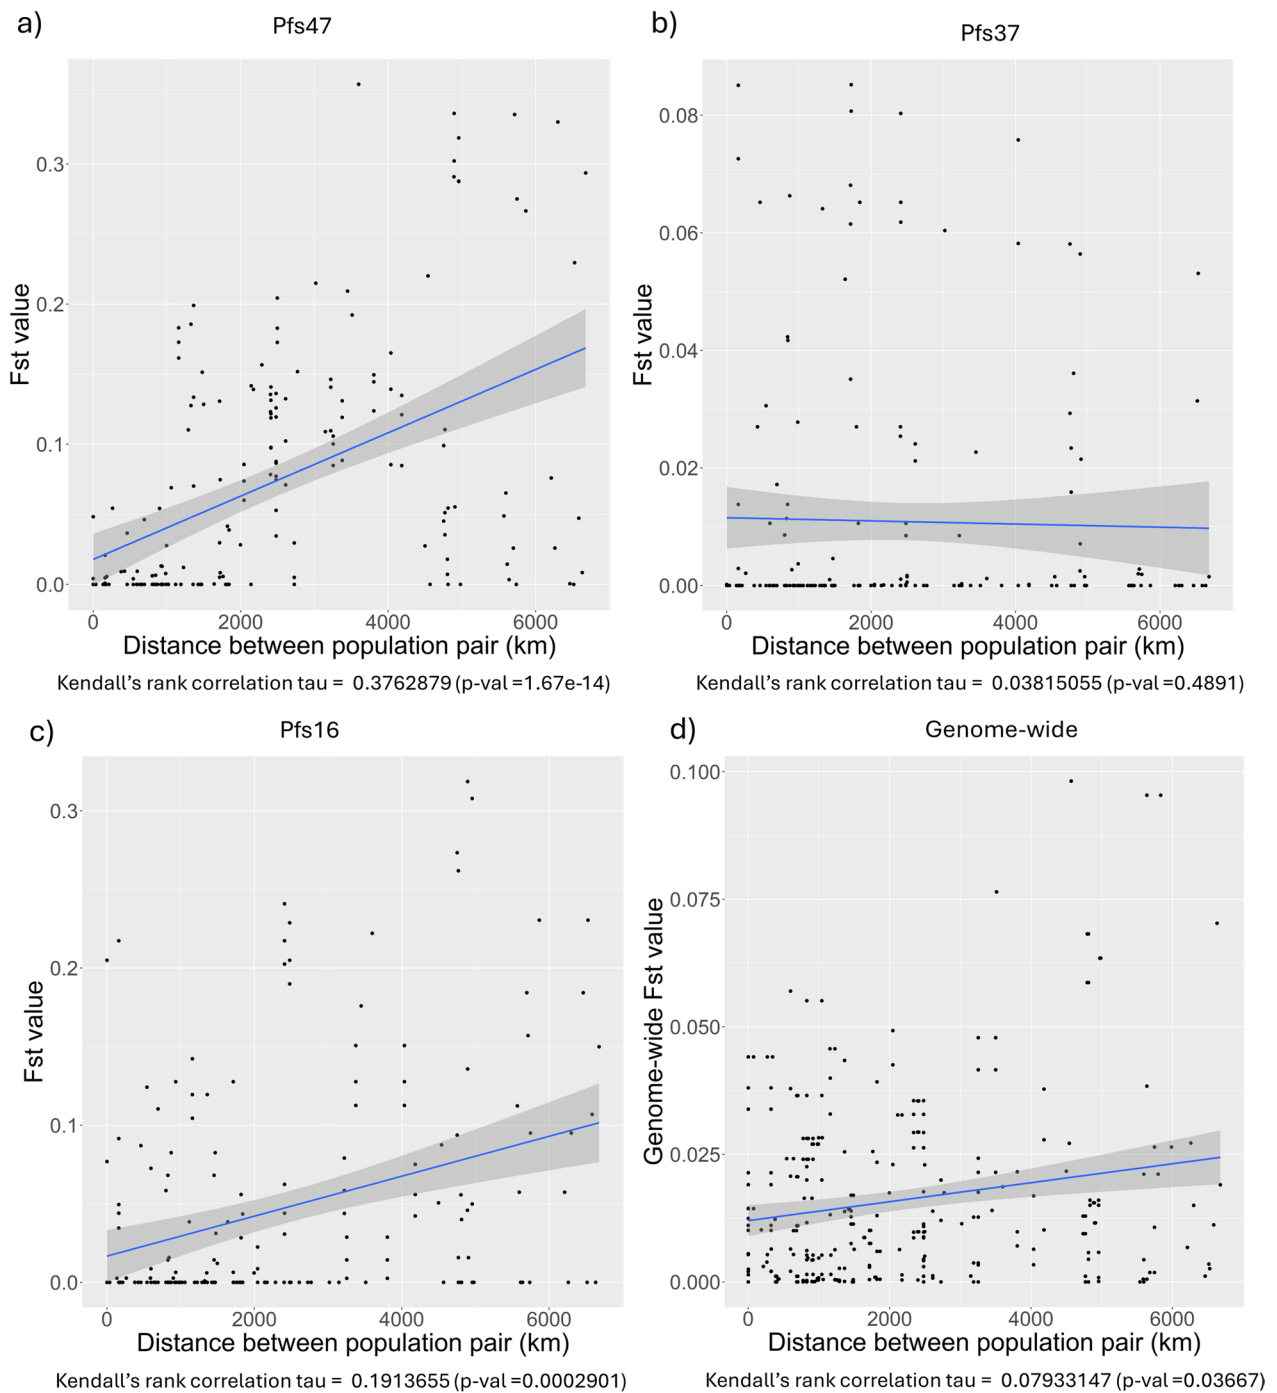 a)
Pfs47
Fst value
0.3
0.2
0.1
0.0
0 2000 4000 6000
Distance between population pair (km)
Kendall's rank correlation tau = 0.3762879 (p-val =1.67e-14)
b)
Pfs37
Fst value
0.08
0.06
0.04
0.02
0.00
0 2000 4000 6000
Distance between population pair (km)
Kendall's rank correlation tau = 0.03815055 (p-val =0.4891)
c)
Pfs16
Fst value
0.3
0.2
0.1
0.0
0 2000 4000 6000
Distance between population pair (km)
Kendall's rank correlation tau = 0.1913655 (p-val =0.0002901)
d)
Genome-wide
Genome-wide Fst value
0.100
0.075
0.050
0.025
0.000
0 2000 4000 6000
Distance between population pair (km)
Kendall's rank correlation tau = 0.07933147 (p-val =0.03667)